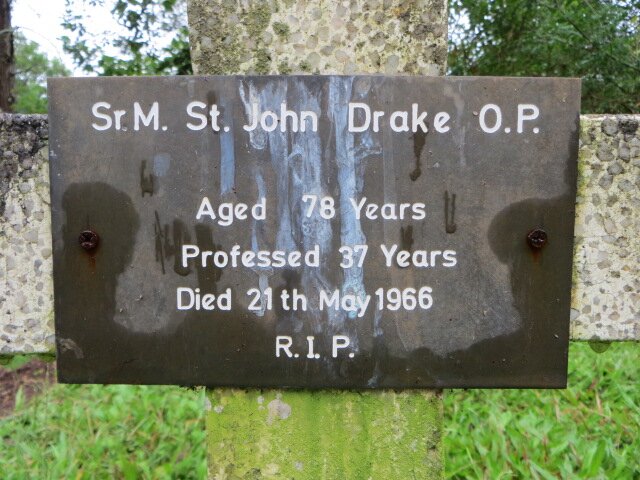 Sr. M. St. John Drake O.P.
Aged 78 Years
Professed 37 Years
Died 21th May 1966
R. I. P.